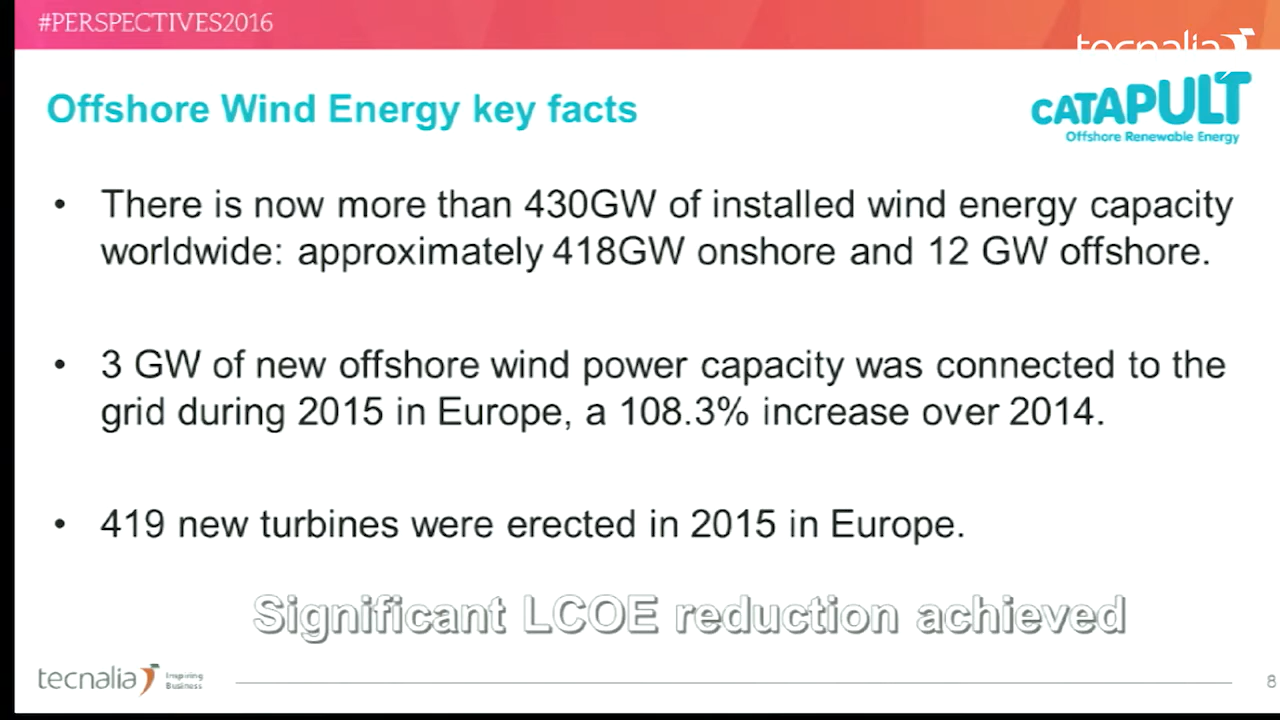 #PERSPECTIVES2016
tecnalia
Offshore Wind Energy key facts
CATAPULT
Offshore Renewable Energy
• There is now more than 430GW of installed wind energy capacity
worldwide: approximately 418GW onshore and 12 GW offshore.
• 3 GW of new offshore wind power capacity was connected to the
grid during 2015 in Europe, a 108.3% increase over 2014.
• 419 new turbines were erected in 2015 in Europe.
Significant LCOE reduction achieved
tecnalia
Inspiring
Business
8